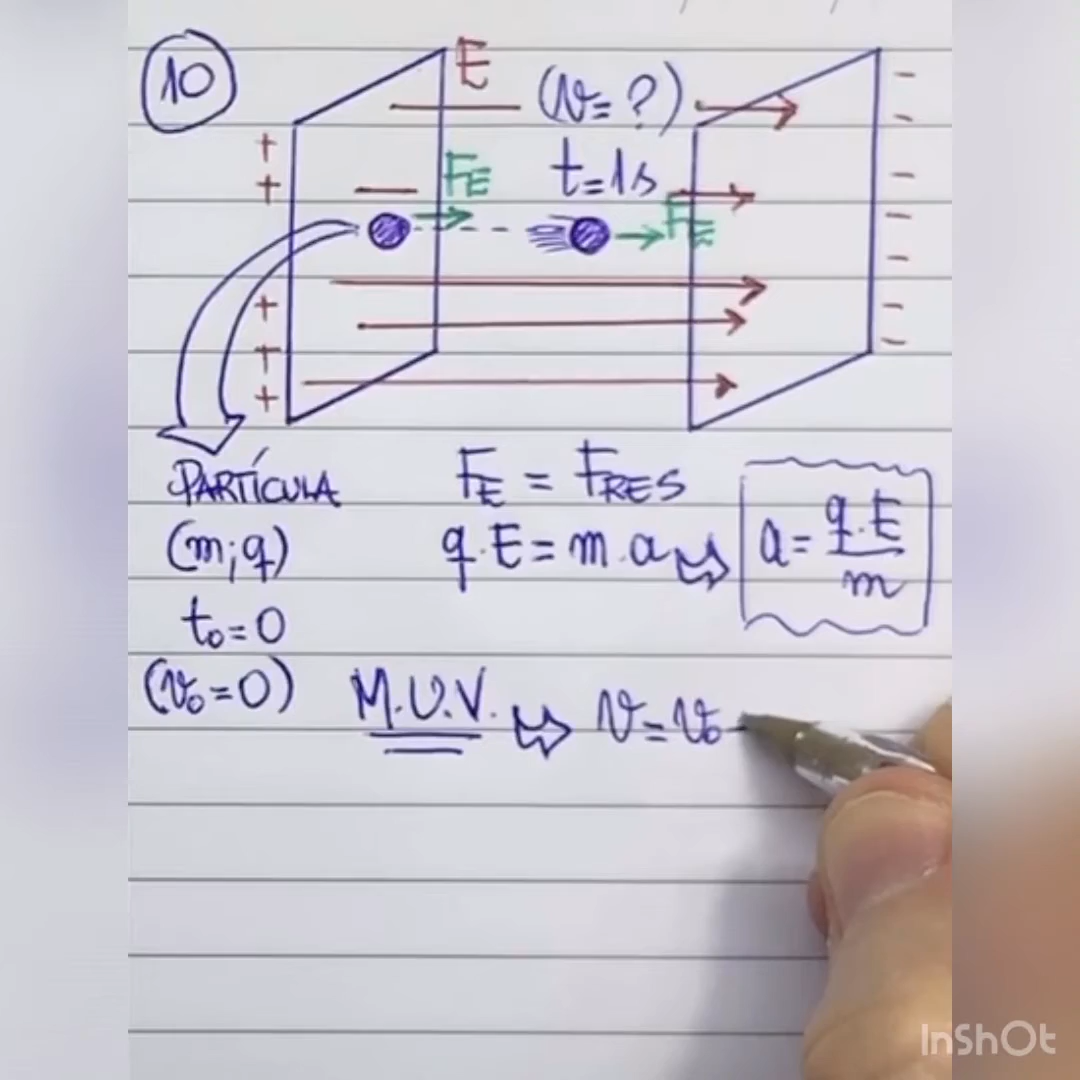 10
E
(v=?)
t=1s
FE
FE
+
+
+
+
+
−
−
−
−
−
−
−
PARTÍCULA
(m;q)
t₀=0
(v₀=0)
FE = FRES
q.E = m.a
a = q.E/m
M.U.V. ⇨ v = v₀
InShOt